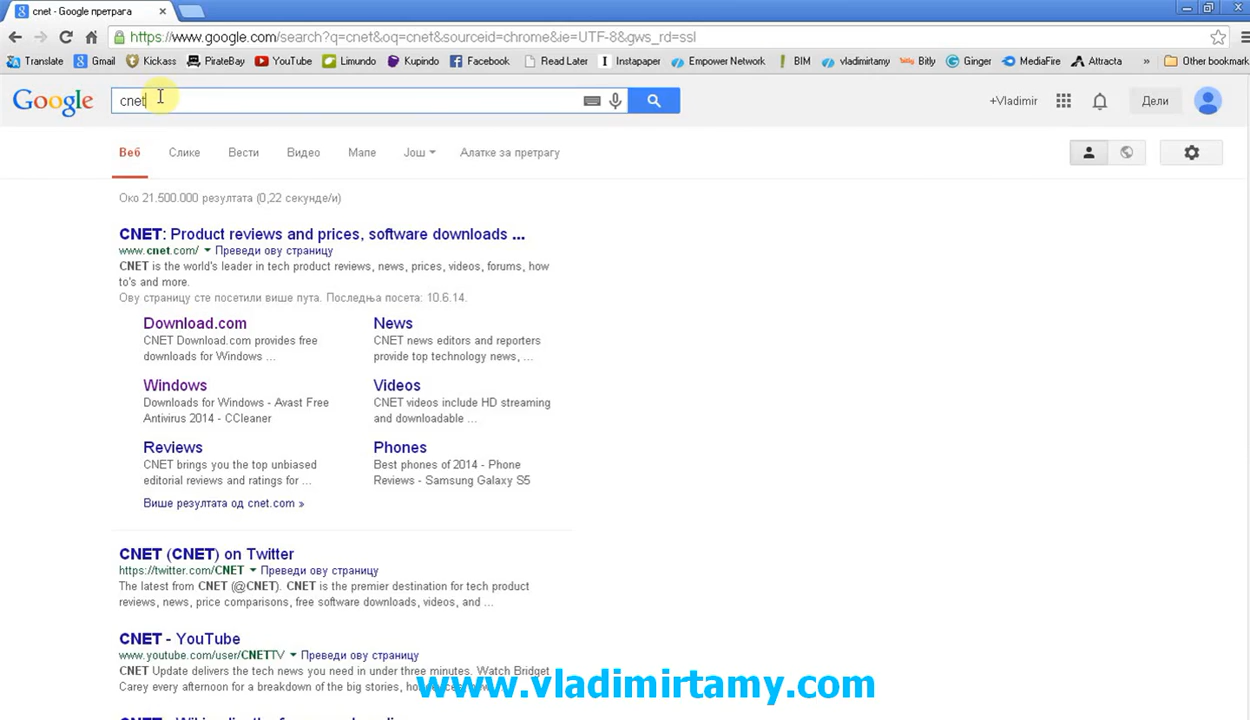 cnet - Google претрага
https://www.google.com/search?q=cnet&oq=cnet&sourceid=chrome&ie=UTF-8&gws_rd=ssl
Translate Gmail Kickass PirateBay YouTube Limundo Kupindo Facebook Read Later Instapaper Empower Network BIM vladimirtamy Bitly Ginger MediaFire Attracta » Other bookmark
Google cnet +Vladimir Дели
Веб Слике Вести Видео Мапе Још Алатке за претрагу
Око 21.500.000 резултата (0,22 секунде/и)
CNET: Product reviews and prices, software downloads ...
www.cnet.com/ Преведи ову страницу
CNET is the world's leader in tech product reviews, news, prices, videos, forums, how
to's and more.
Ову страницу сте посетили више пута. Последња посета: 10.6.14.
Download.com
CNET Download.com provides free
downloads for Windows ...
News
CNET news editors and reporters
provide top technology news, ...
Windows
Downloads for Windows - Avast Free
Antivirus 2014 - CCleaner
Videos
CNET videos include HD streaming
and downloadable ...
Reviews
CNET brings you the top unbiased
editorial reviews and ratings for ...
Phones
Best phones of 2014 - Phone
Reviews - Samsung Galaxy S5
Више резултата од cnet.com »
CNET (CNET) on Twitter
https://twitter.com/CNET Преведи ову страницу
The latest from CNET (@CNET). CNET is the premier destination for tech product
reviews, news, price comparisons, free software downloads, videos, and ...
CNET - YouTube
www.youtube.com/user/CNETTV Преведи ову страницу
CNET Update delivers the tech news you need in under three minutes. Watch Bridget
Carey every afternoon for a breakdown of the big stories,
www.vladimirtamy.com